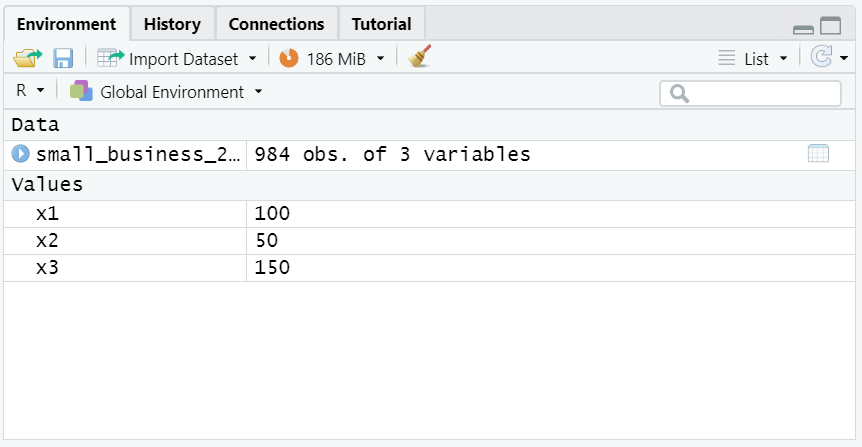 Environment History Connections Tutorial
Import Dataset 186 MiB List
R Global Environment
Data
small_business_2… 984 obs. of 3 variables
Values
x1 100
x2 50
x3 150